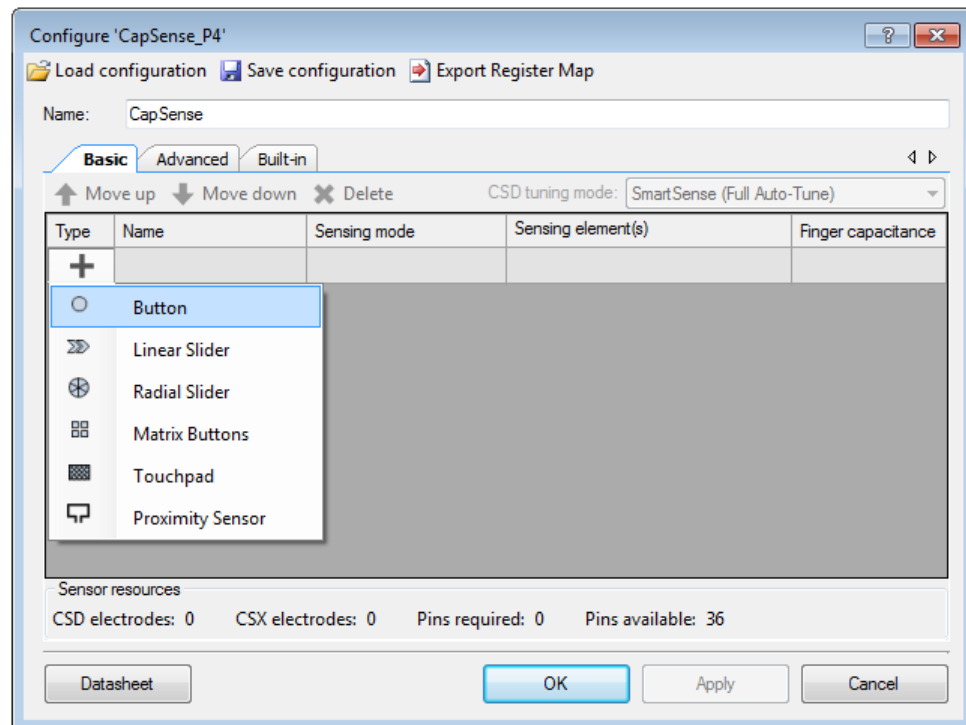 Configure 'CapSense_P4'
Load configuration Save configuration Export Register Map
Name: CapSense
Basic Advanced Built-in
Move up Move down Delete CSD tuning mode: SmartSense (Full Auto-Tune)
Type Name Sensing mode Sensing element(s) Finger capacitance
Button
Linear Slider
Radial Slider
Matrix Buttons
Touchpad
Proximity Sensor
Sensor resources
CSD electrodes: 0 CSX electrodes: 0 Pins required: 0 Pins available: 36
Datasheet OK Apply Cancel